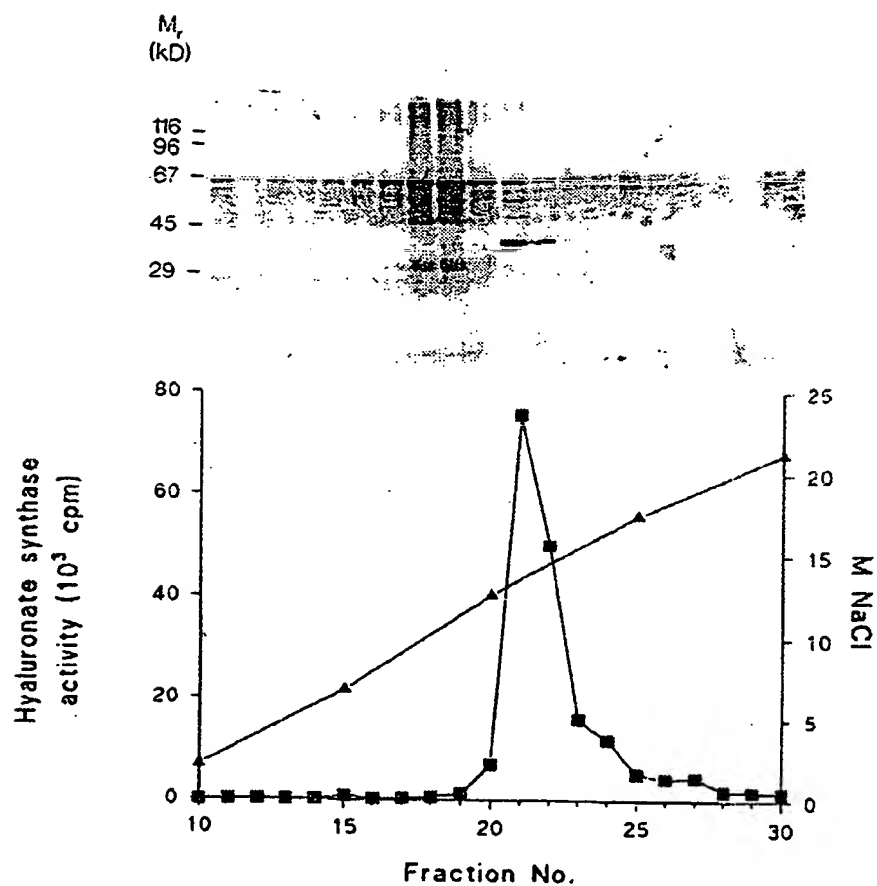 Mr
(kD)
116
96
67
45
29
80
60
40
20
0
Hyaluronate synthase
activity (10³ cpm)
25
20
15
10
5
0
M NaCl
10 15 20 25 30
Fraction No.